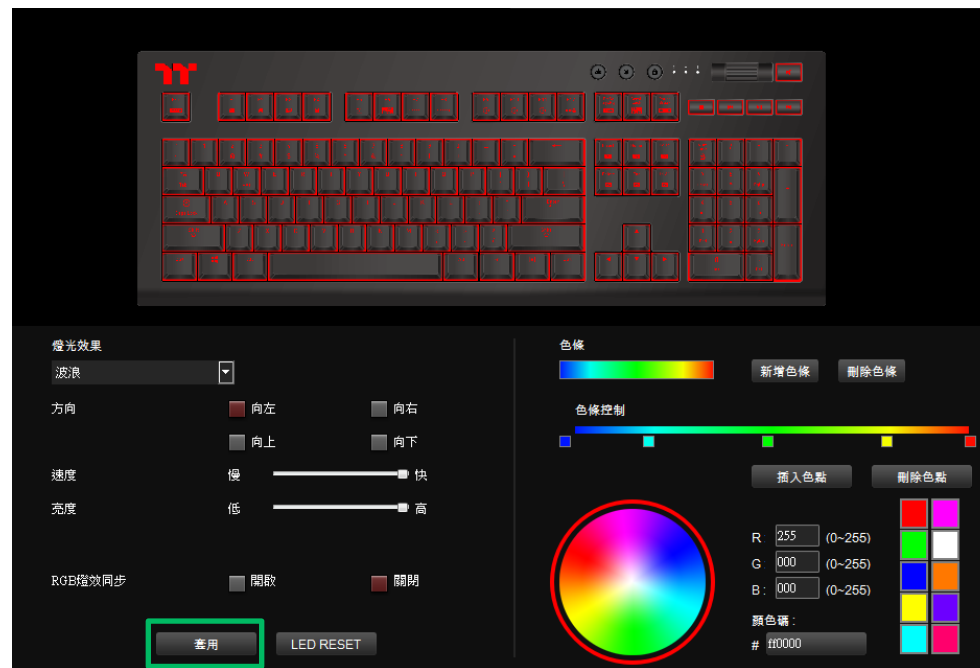 燈光效果
波浪
方向 向左 向右
向上 向下
速度 慢 快
亮度 低 高
RGB燈效同步 開啟 關閉
套用 LED RESET
色條
新增色條 刪除色條
色條控制
插入色點 刪除色點
R: 255 (0~255)
G: 000 (0~255)
B: 000 (0~255)
顏色碼 :
# ff0000